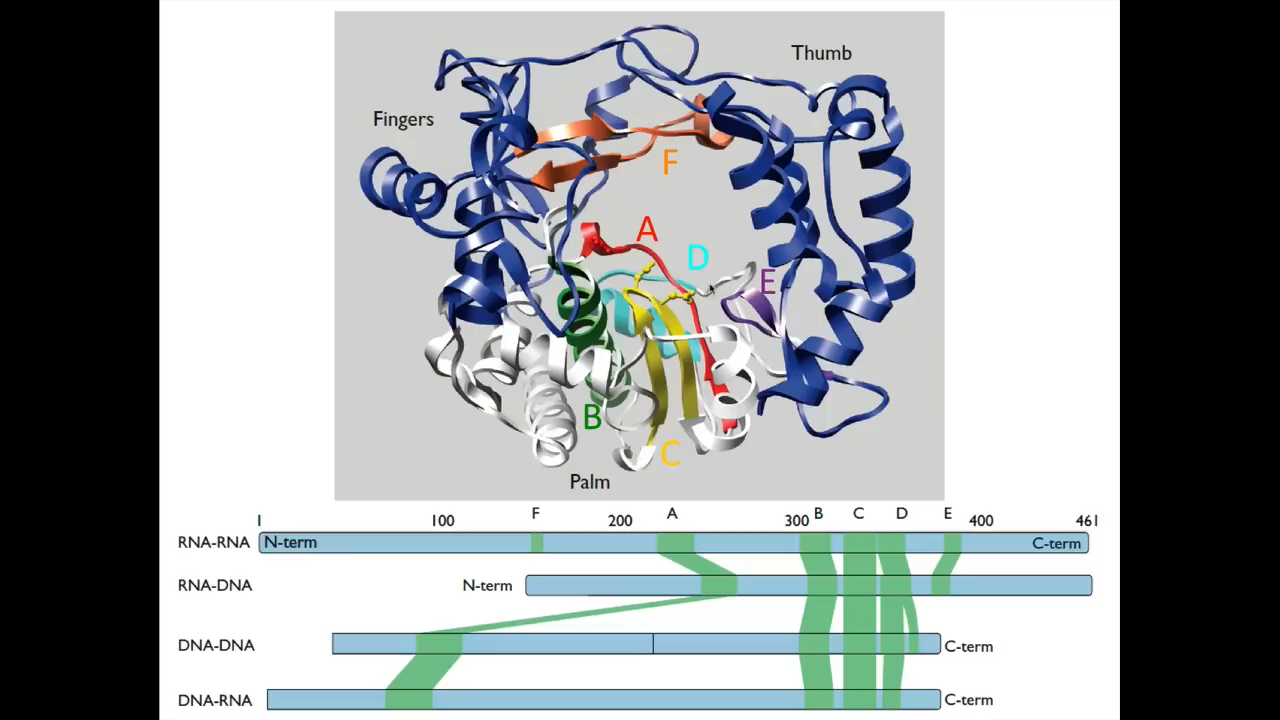 Thumb
Fingers
F
A
D
E
B
C
Palm
F A B C D E
1 100 200 300 400 461
RNA-RNA N-term C-term
RNA-DNA N-term
DNA-DNA C-term
DNA-RNA C-term